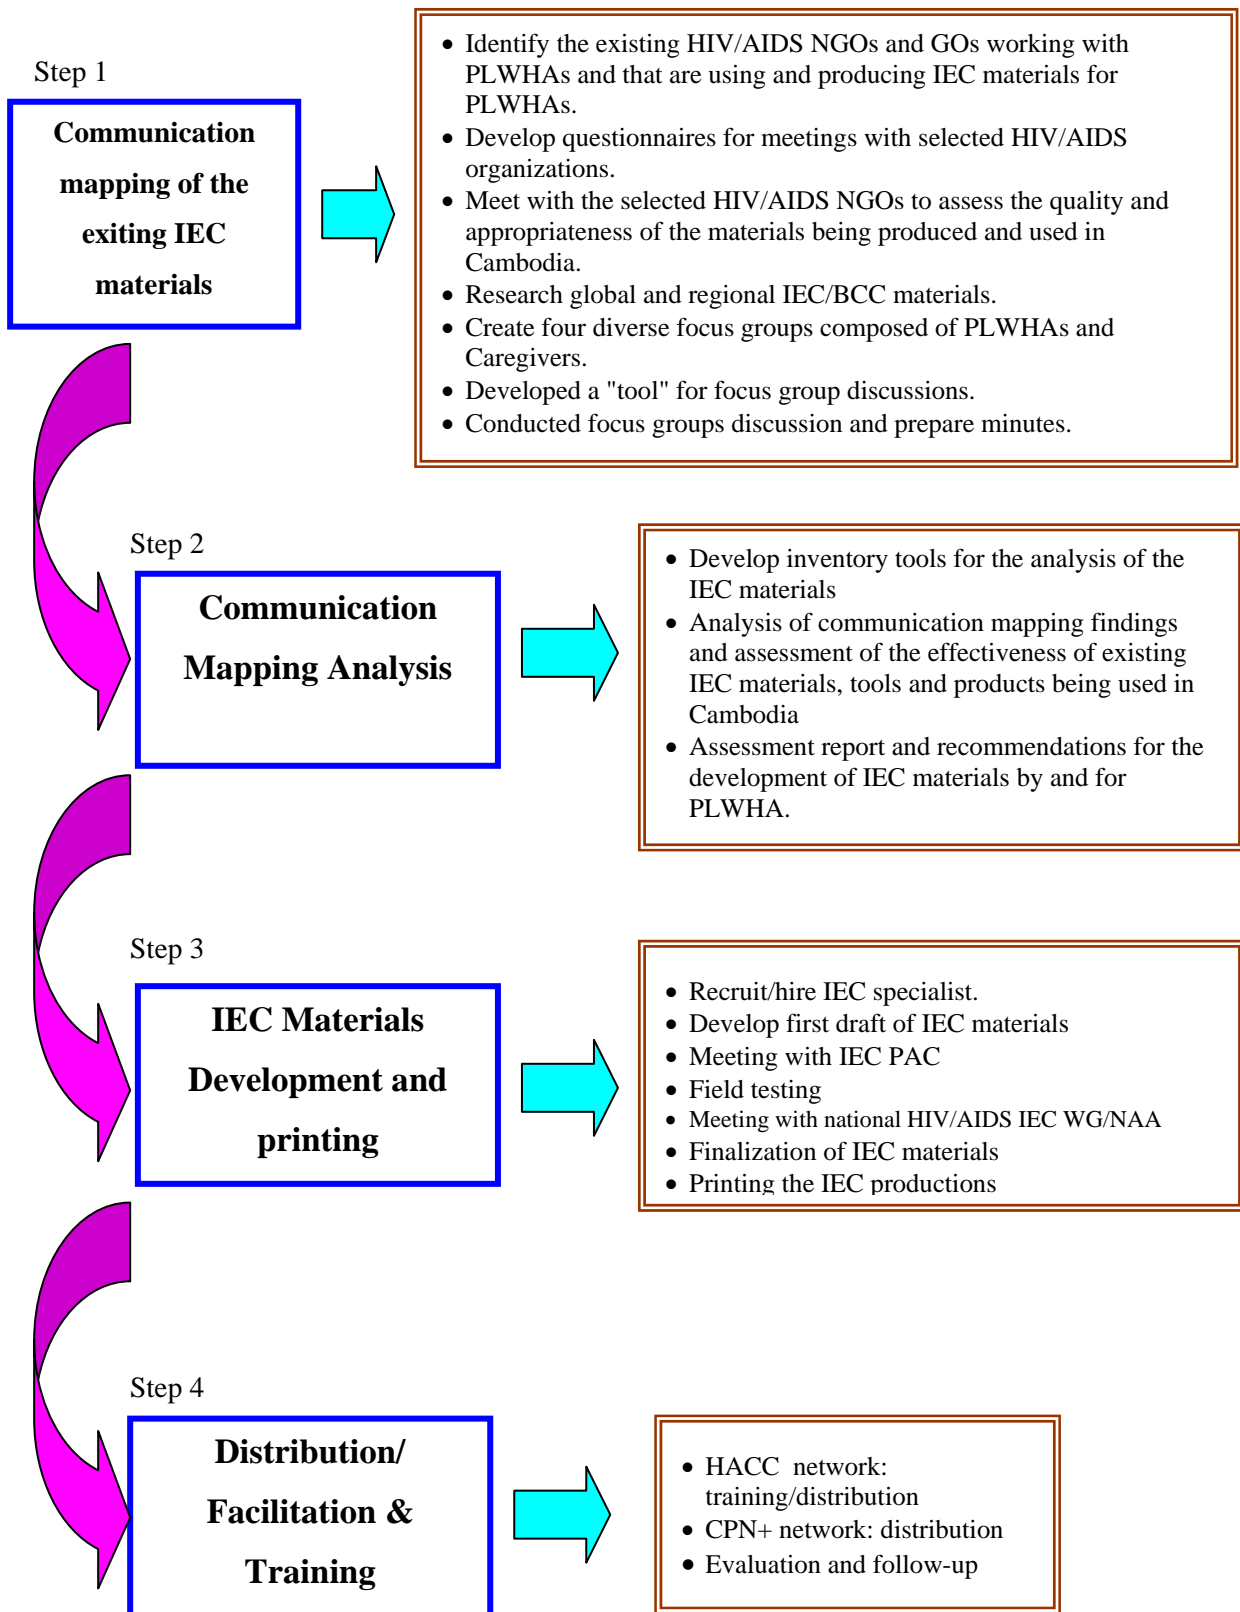 Step 1
Communication
mapping of the
exiting IEC
materials
• Identify the existing HIV/AIDS NGOs and GOs working with
PLWHAs and that are using and producing IEC materials for
PLWHAs.
• Develop questionnaires for meetings with selected HIV/AIDS
organizations.
• Meet with the selected HIV/AIDS NGOs to assess the quality and
appropriateness of the materials being produced and used in
Cambodia.
• Research global and regional IEC/BCC materials.
• Create four diverse focus groups composed of PLWHAs and
Caregivers.
• Developed a "tool" for focus group discussions.
• Conducted focus groups discussion and prepare minutes.
Step 2
Communication
Mapping Analysis
• Develop inventory tools for the analysis of the
IEC materials
• Analysis of communication mapping findings
and assessment of the effectiveness of existing
IEC materials, tools and products being used in
Cambodia
• Assessment report and recommendations for the
development of IEC materials by and for
PLWHA.
Step 3
IEC Materials
Development and
printing
• Recruit/hire IEC specialist.
• Develop first draft of IEC materials
• Meeting with IEC PAC
• Field testing
• Meeting with national HIV/AIDS IEC WG/NAA
• Finalization of IEC materials
• Printing the IEC productions
Step 4
Distribution/
Facilitation &
Training
• HACC network:
training/distribution
• CPN+ network: distribution
• Evaluation and follow-up